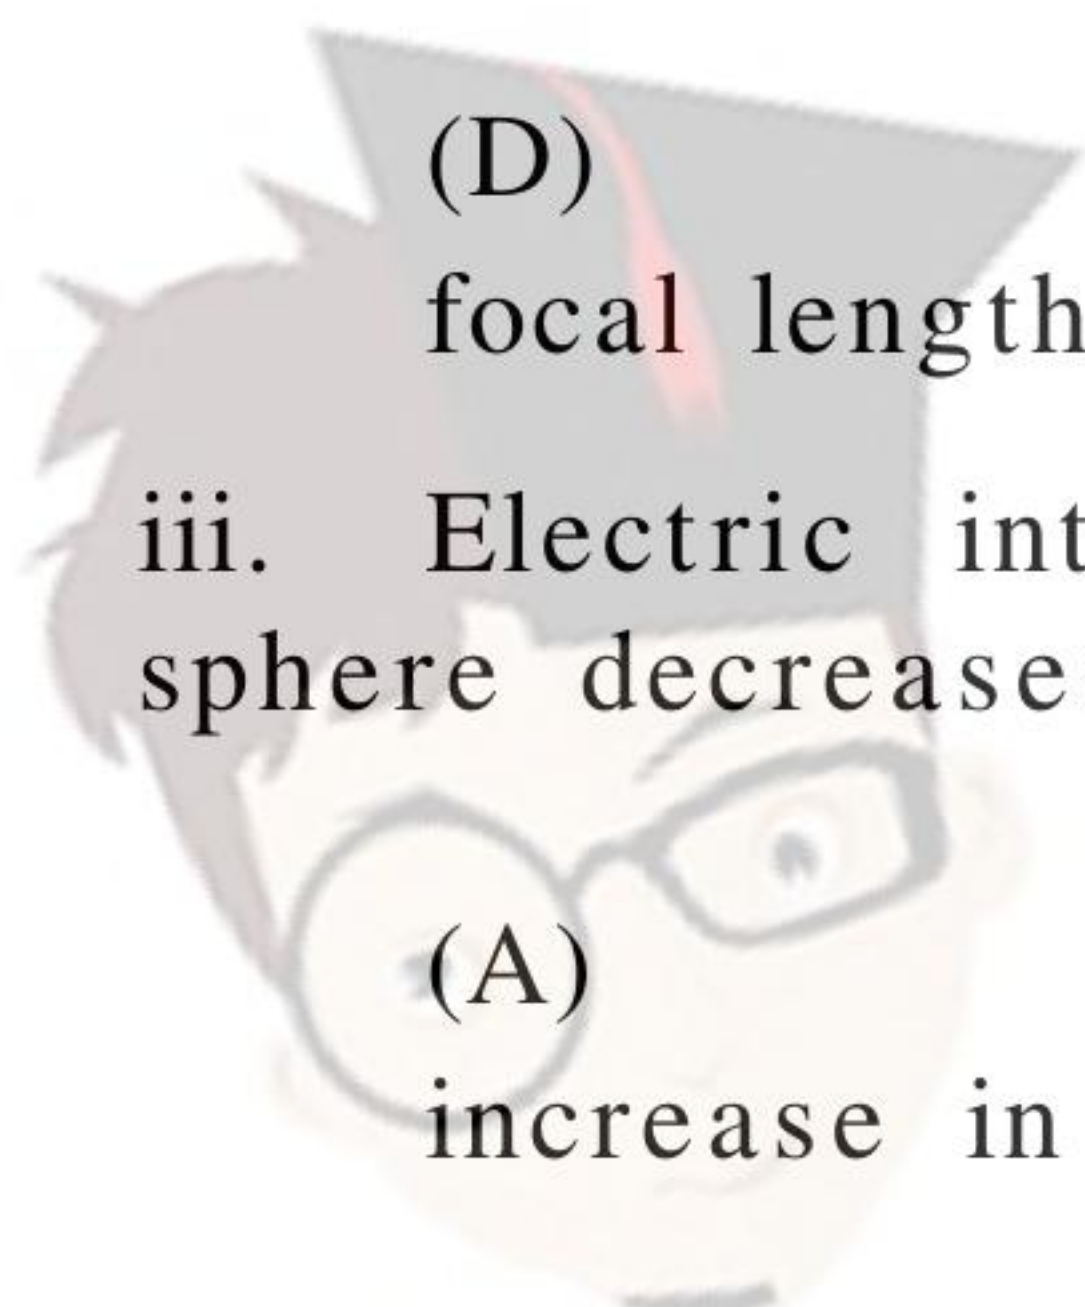 (D)
focal length
iii. Electric int
sphere decrease
(A)
increase in